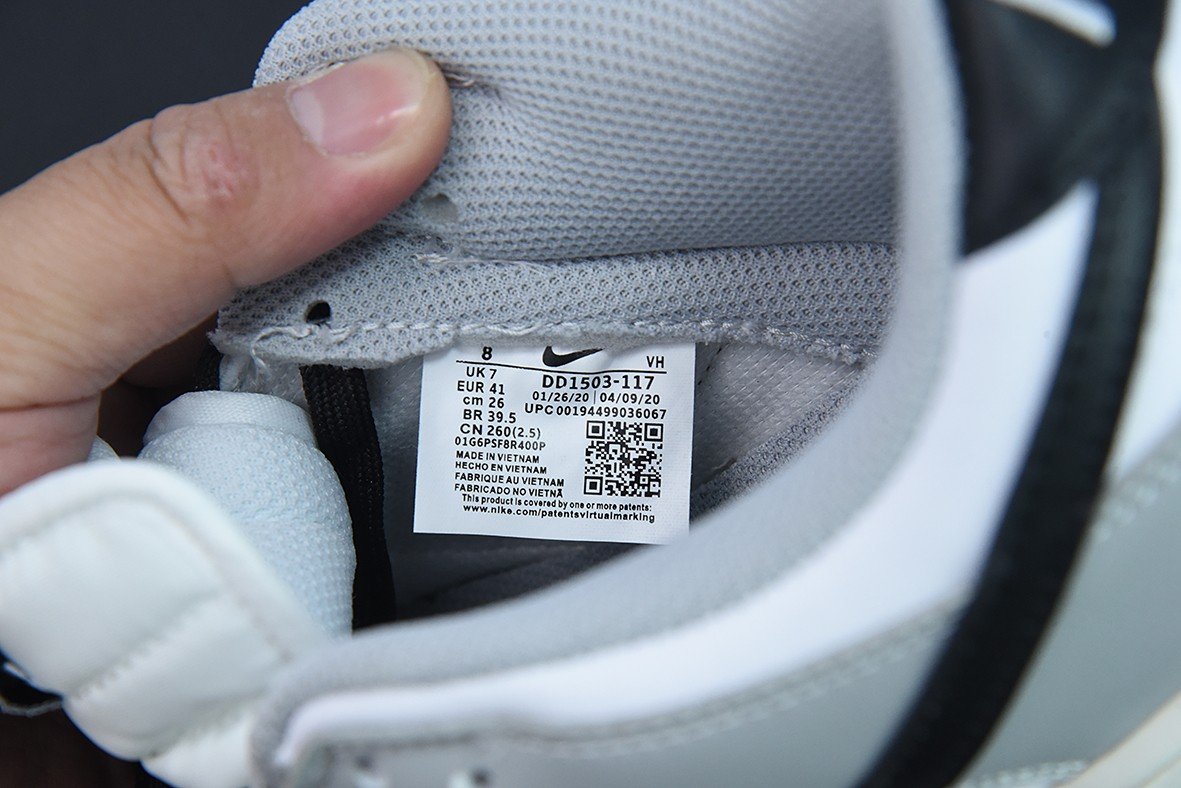 8 VH
UK 7
EUR 41
cm 26
BR 39.5
CN 260(2.5)
DD1503-117
01/26/20 | 04/09/20
UPC 00194499036067
01G6PSF8R400P
MADE IN VIETNAM
HECHO EN VIETNAM
FABRIQUE AU VIETNAM
FABRICADO NO VIETNÃ
This product is covered by one or more patents:
www.nike.com/patentsvirtualmarking